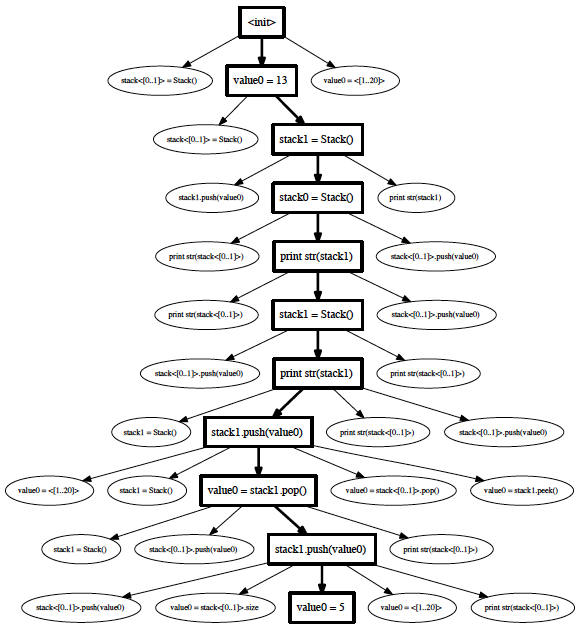 <init>
stack<[0..1]> = Stack()
value0 = 13
value0 = <[1..20]>
stack<[0..1]> = Stack()
stack1 = Stack()
stack1.push(value0)
stack0 = Stack()
print str(stack1)
print str(stack<[0..1]>)
print str(stack1)
stack<[0..1]>.push(value0)
print str(stack<[0..1]>)
stack1 = Stack()
stack<[0..1]>.push(value0)
stack<[0..1]>.push(value0)
print str(stack1)
print str(stack<[0..1]>)
stack1 = Stack()
stack1.push(value0)
print str(stack<[0..1]>)
stack<[0..1]>.push(value0)
value0 = <[1..20]>
stack1 = Stack()
value0 = stack1.pop()
value0 = stack<[0..1]>.pop()
value0 = stack1.peek()
stack1 = Stack()
stack<[0..1]>.push(value0)
stack1.push(value0)
print str(stack<[0..1]>)
stack<[0..1]>.push(value0)
value0 = stack<[0..1]>.size
value0 = 5
value0 = <[1..20]>
print str(stack<[0..1]>)